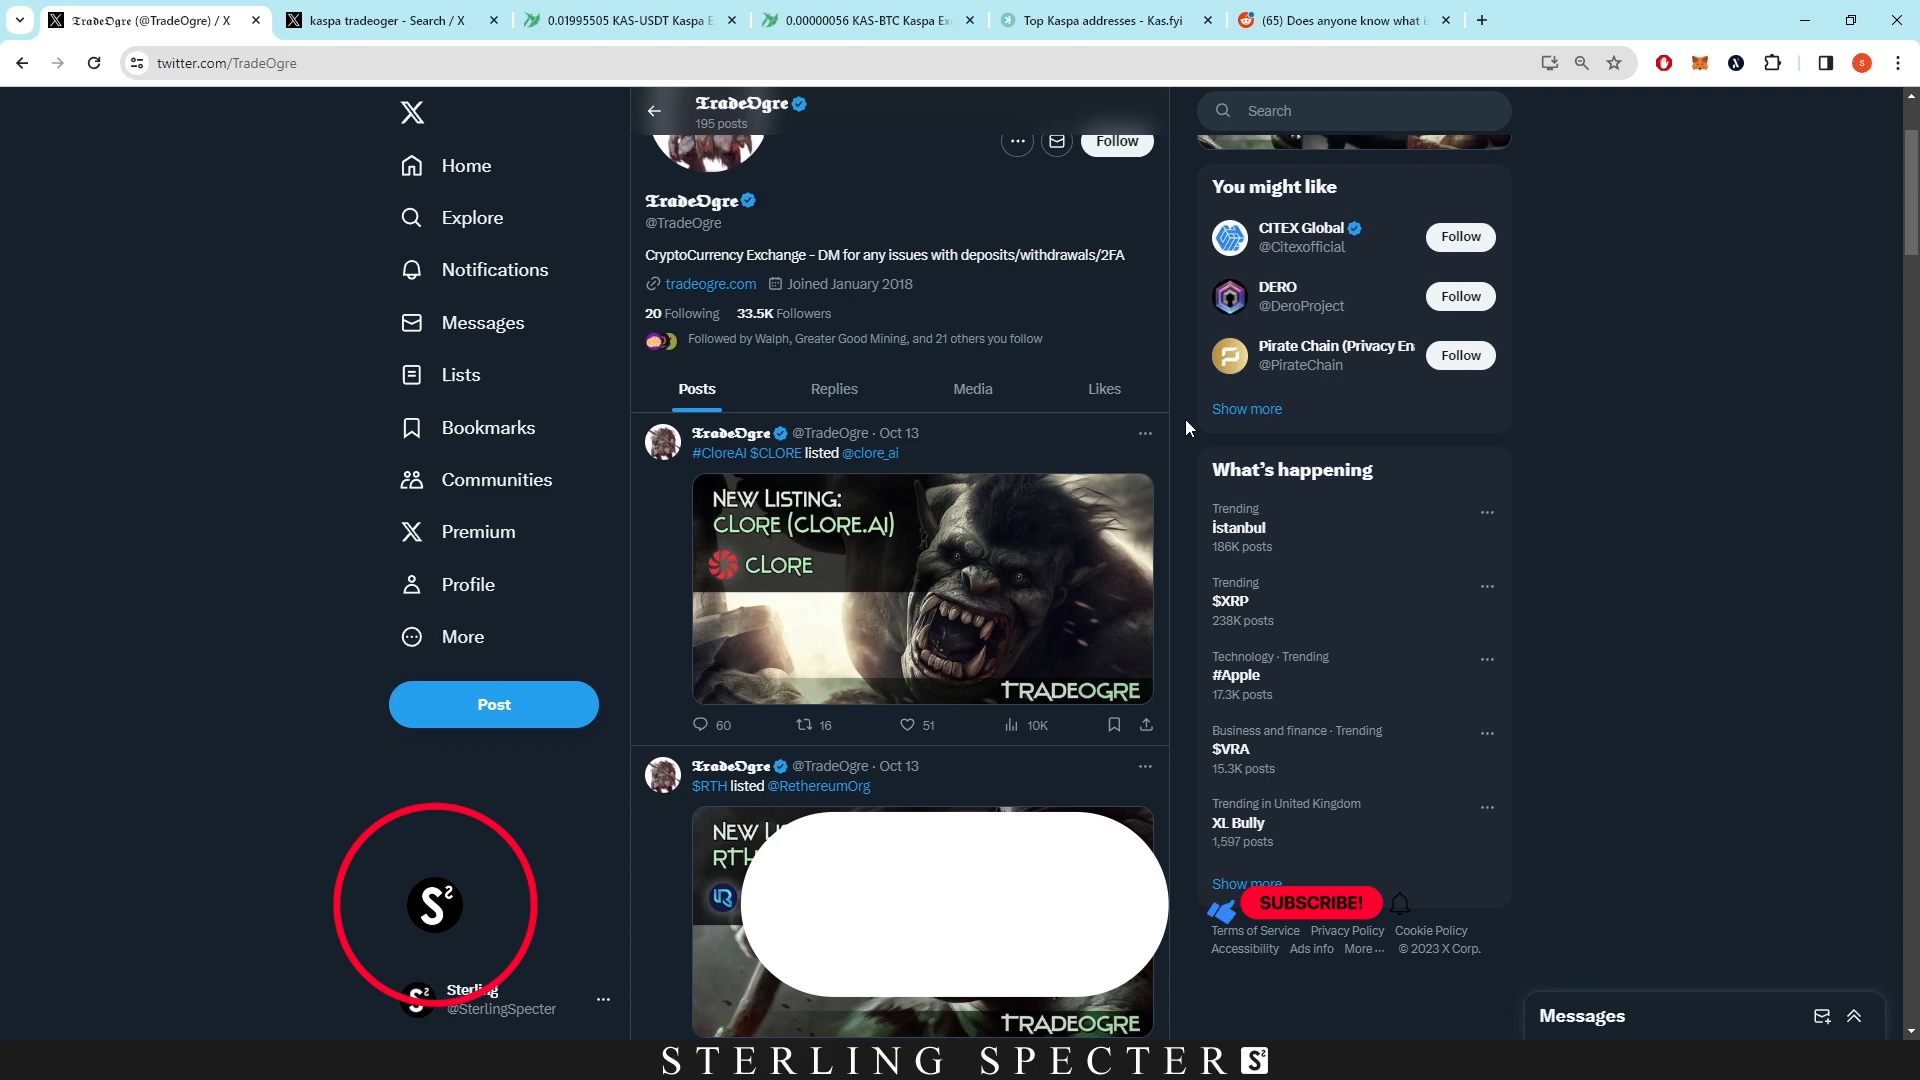 𝕿𝖗𝖆𝖉𝖊𝕺𝖌𝖗𝖊 (@TradeOgre) / X
kaspa tradeoger - Search / X
0.01995505 KAS-USDT Kaspa E
0.00000056 KAS-BTC Kaspa Ex
Top Kaspa addresses - Kas.fyi
(65) Does anyone know what i
twitter.com/TradeOgre
Home
Explore
Notifications
Messages
Lists
Bookmarks
Communities
Premium
Profile
More
Post
Sterling
@SterlingSpecter
𝕿𝖗𝖆𝖉𝖊𝕺𝖌𝖗𝖊
195 posts
Follow
𝕿𝖗𝖆𝖉𝖊𝕺𝖌𝖗𝖊
@TradeOgre
CryptoCurrency Exchange - DM for any issues with deposits/withdrawals/2FA
tradeogre.com Joined January 2018
20 Following 33.5K Followers
Followed by Walph, Greater Good Mining, and 21 others you follow
Posts Replies Media Likes
𝕿𝖗𝖆𝖉𝖊𝕺𝖌𝖗𝖊 @TradeOgre · Oct 13
#CloreAI $CLORE listed @clore_ai
NEW LISTING:
CLORE (CLORE.AI)
CLORE
TRADEOGRE
60 16 51 10K
𝕿𝖗𝖆𝖉𝖊𝕺𝖌𝖗𝖊 @TradeOgre · Oct 13
$RTH listed @RethereumOrg
NEW LI
RTH
TRADEOGRE
Search
You might like
CITEX Global
@Citexofficial
Follow
DERO
@DeroProject
Follow
Pirate Chain (Privacy En
@PirateChain
Follow
Show more
What's happening
Trending
İstanbul
186K posts
Trending
$XRP
238K posts
Technology · Trending
#Apple
17.3K posts
Business and finance · Trending
$VRA
15.3K posts
Trending in United Kingdom
XL Bully
1,597 posts
Show more
SUBSCRIBE!
Terms of Service Privacy Policy Cookie Policy
Accessibility Ads info More ... © 2023 X Corp.
Messages
STERLING SPECTER S²